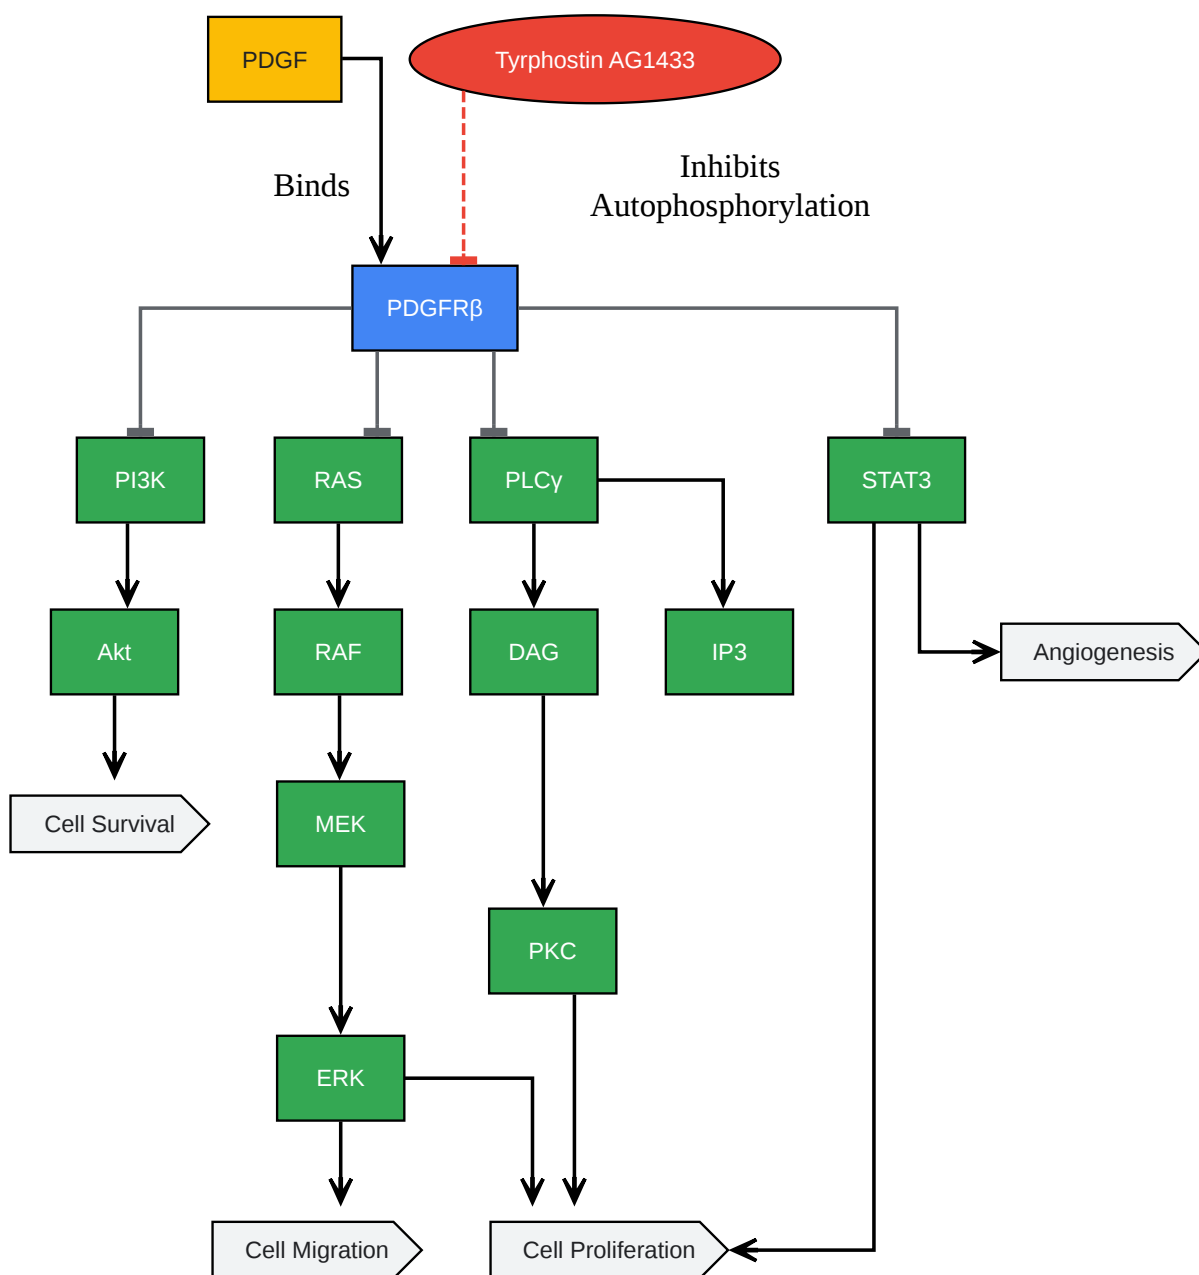 PDGF
Tyrphostin AG1433
Binds
Inhibits
Autophosphorylation
PDGFRβ
PI3K
RAS
PLCγ
STAT3
Akt
RAF
DAG
IP3
Angiogenesis
Cell Survival
MEK
PKC
ERK
Cell Migration
Cell Proliferation